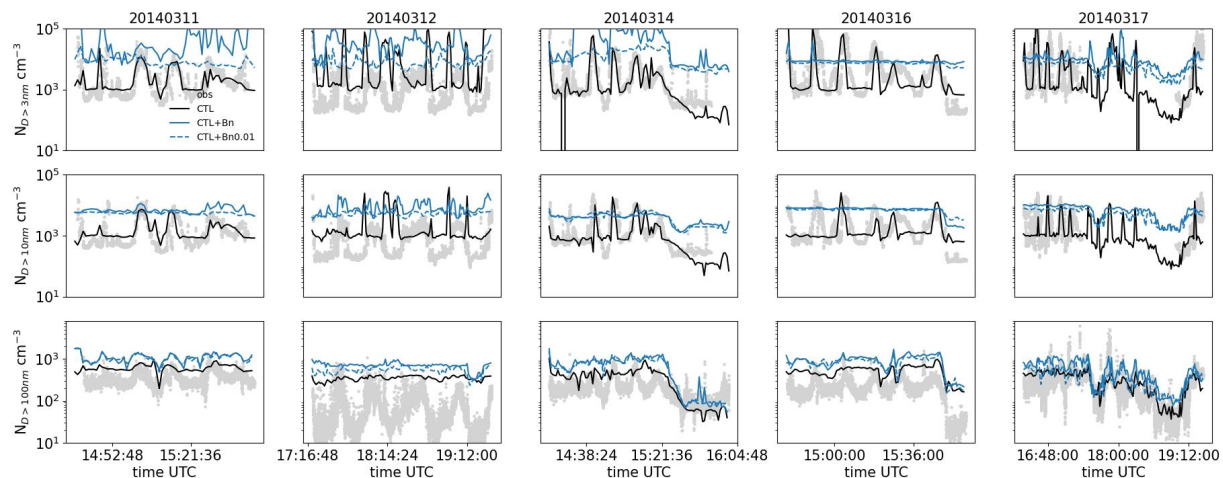 20140311 20140312 20140314 20140316 20140317
10^5
N_{D>3nm} cm^{-3}
10^3
10^1
obs
CTL
CTL+Bn
CTL+Bn0.01
10^5
N_{D>10nm} cm^{-3}
10^3
10^1
N_{D>100nm} cm^{-3}
10^3
10^2
10^1
14:52:48 15:21:36 17:16:48 18:14:24 19:12:00 14:38:24 15:21:36 16:04:48 15:00:00 15:36:00 16:48:00 18:00:00 19:12:00
time UTC time UTC time UTC time UTC time UTC